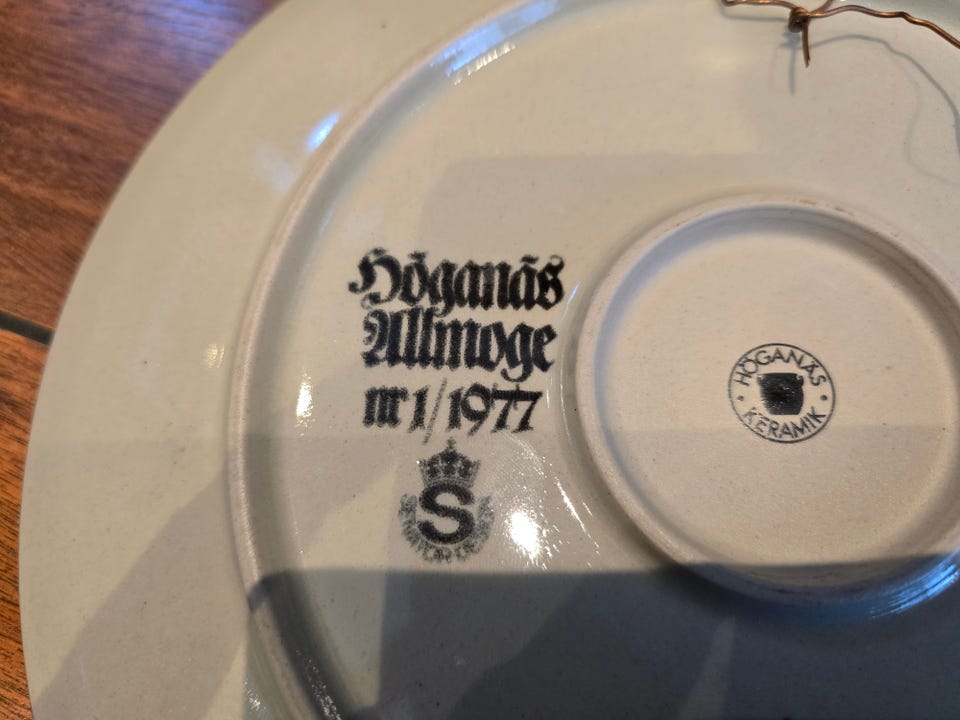 Höganäs
Allmoge
nr 1/1977
S
HÖGANÄS
KERAMIK